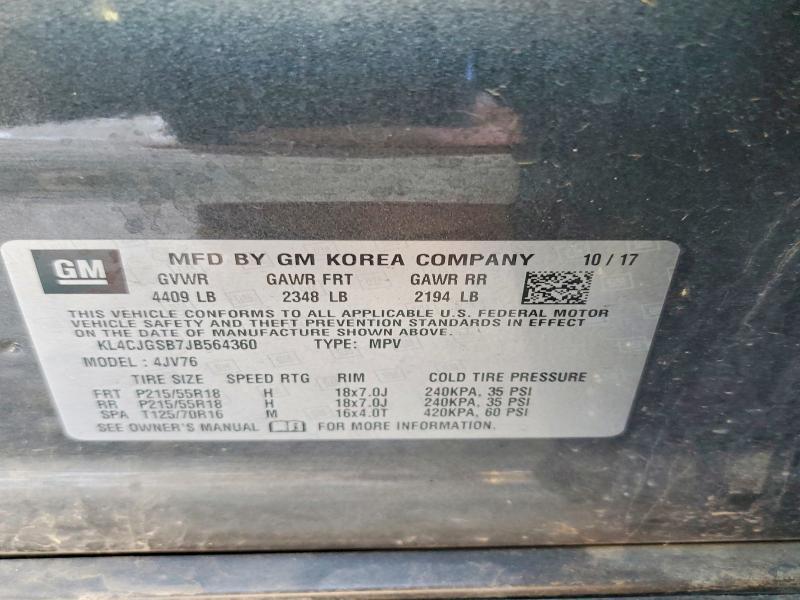 GM MFD BY GM KOREA COMPANY 10 / 17
GVWR GAWR FRT GAWR RR
4409 LB 2348 LB 2194 LB
THIS VEHICLE CONFORMS TO ALL APPLICABLE U.S. FEDERAL MOTOR
VEHICLE SAFETY AND THEFT PREVENTION STANDARDS IN EFFECT
ON THE DATE OF MANUFACTURE SHOWN ABOVE.
KL4CJGSB7JB564360 TYPE: MPV
MODEL : 4JV76
TIRE SIZE SPEED RTG RIM COLD TIRE PRESSURE
FRT P215/55R18 H 18x7.0J 240KPA, 35 PSI
RR P215/55R18 H 18x7.0J 240KPA, 35 PSI
SPA T125/70R16 M 16x4.0T 420KPA, 60 PSI
SEE OWNER'S MANUAL FOR MORE INFORMATION.